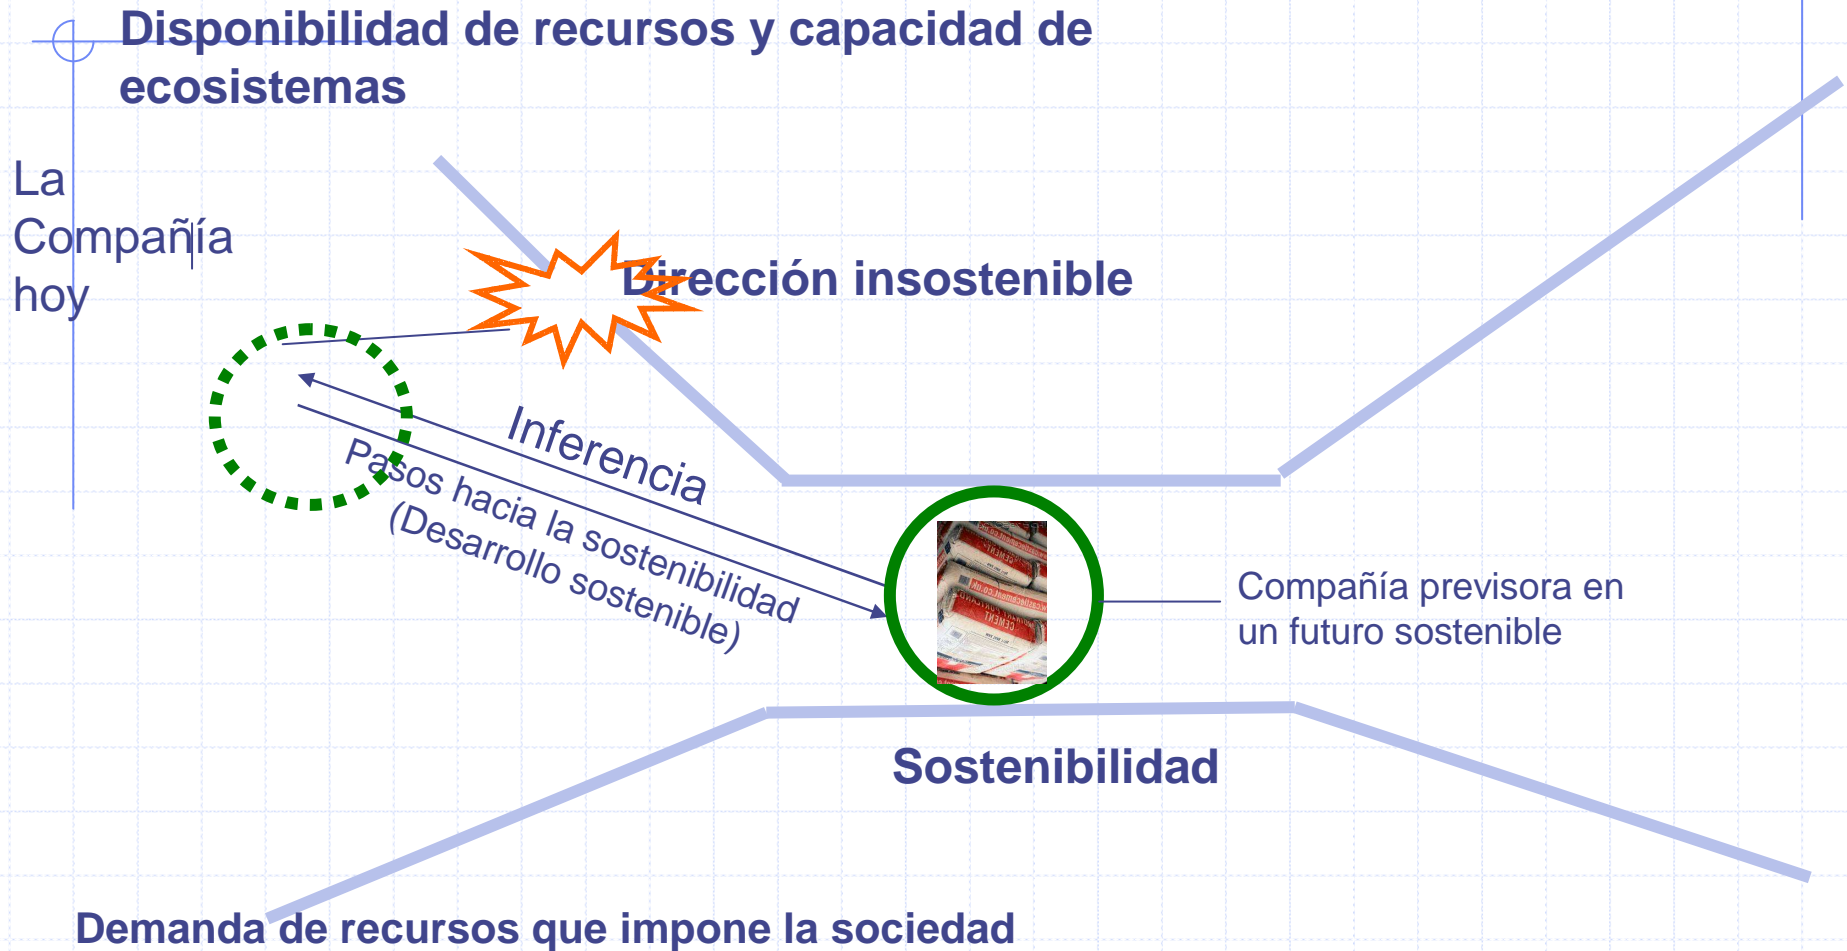 Disponibilidad de recursos y capacidad de
ecosistemas
La
Compañía
hoy
Dirección insostenible
Inferencia
Pasos hacia la sostenibilidad
(Desarrollo sostenible)
CEMENT
Compañía previsora en
un futuro sostenible
Sostenibilidad
Demanda de recursos que impone la sociedad